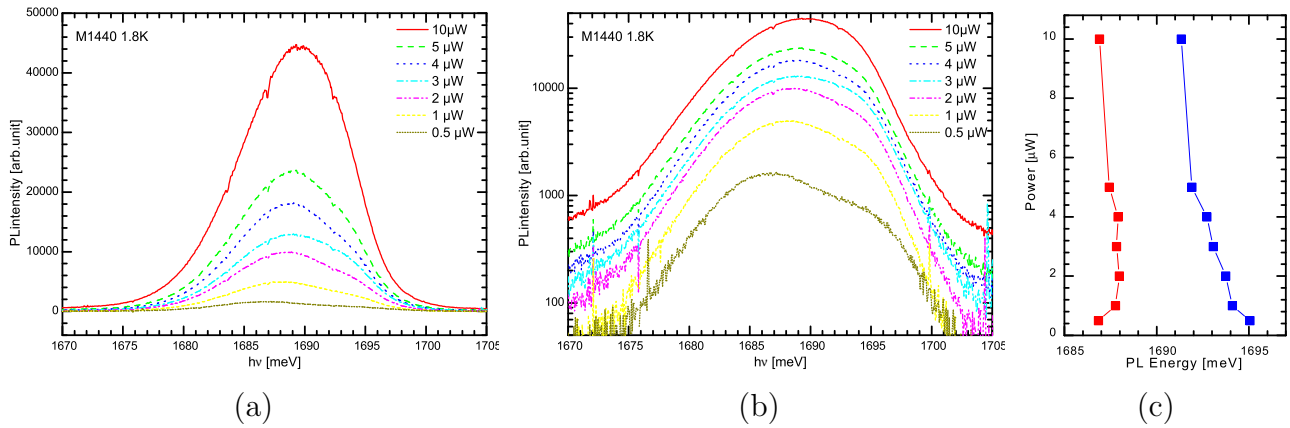 50000
40000
30000
20000
10000
0
PLintensity [arb.unit]
M1440 1.8K
10µW
5 µW
4 µW
3 µW
2 µW
1 µW
0.5 µW
1670 1675 1680 1685 1690 1695 1700 1705
hν [meV]
(a)
10000
1000
100
PLintensity [arb.unit]
M1440 1.8K
10µW
5 µW
4 µW
3 µW
2 µW
1 µW
0.5 µW
1670 1675 1680 1685 1690 1695 1700 1705
hν [meV]
(b)
10
8
6
4
2
0
Power [µW]
1685 1690 1695
PL Energy [meV]
(c)